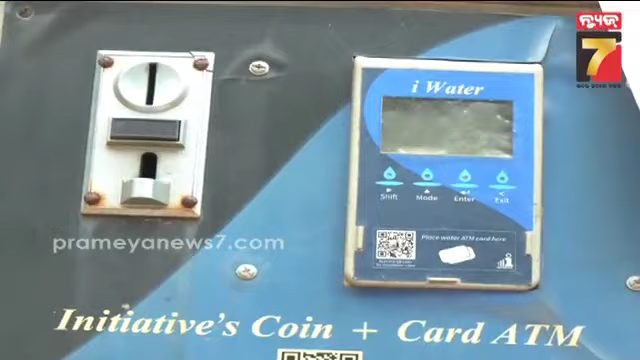 ନ୍ୟୁଜ୍
7
i Water
Shift
Mode
Enter
Exit
Place water ATM card here
prameyanews7.com
Initiative's Coin + Card ATM